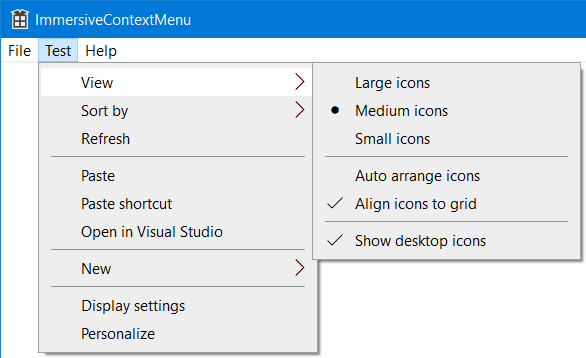 ImmersiveContextMenu
File Test Help
View
Sort by
Refresh
Paste
Paste shortcut
Open in Visual Studio
New
Display settings
Personalize
Large icons
Medium icons
Small icons
Auto arrange icons
Align icons to grid
Show desktop icons